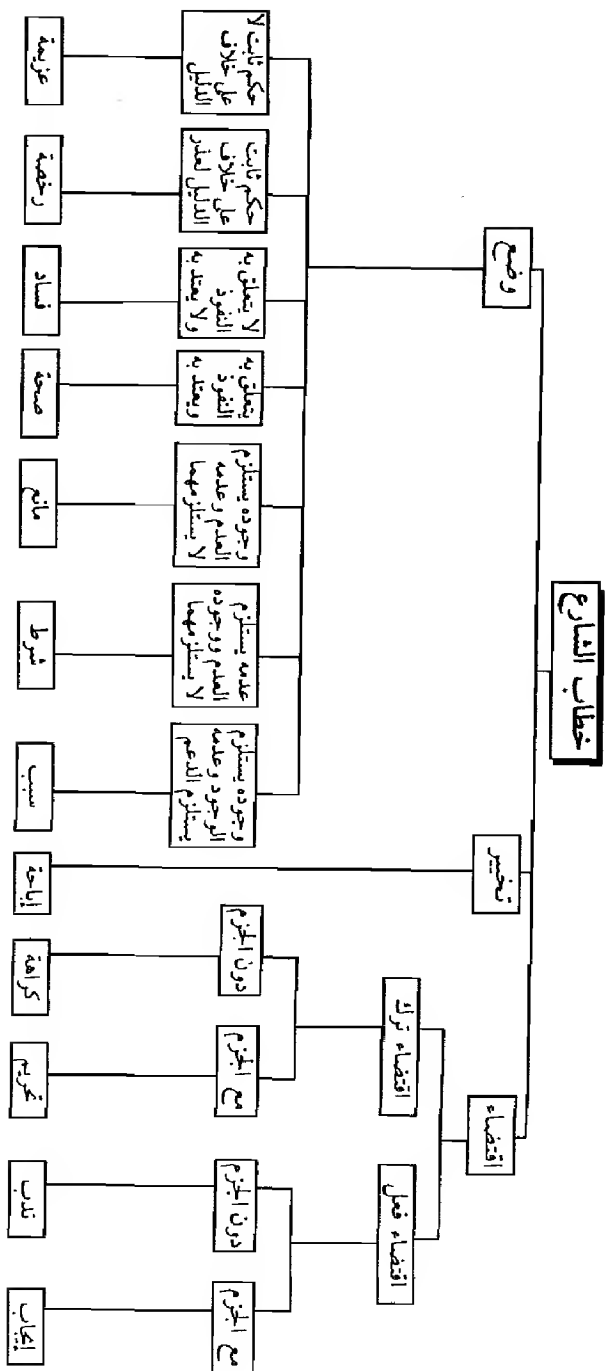 خطاب الشارع
اقتضاء
تخيير
وضع
اقتضاء فعل
اقتضاء ترك
مع الجزم
دون الجزم
مع الجزم
دون الجزم
وجوده يستلزم
الوجود وعدمه
يستلزم الدعم
عدمه يستلزم
العدم ووجوده
لا يستلزمهما
وجوده يستلزم
العدم وعدمه
لا يستلزمهما
يتعلق به
النفوذ
ويعتد به
لا يتعلق به
النفوذ
ولا يعتد به
حكم ثابت
على خلاف
الدليل لعذر
حكم ثابت لا
على خلاف
الدليل
إيجاب
ندب
تحريم
كراهة
إباحة
سبب
شرط
مانع
صحة
فساد
رخصة
عزيمة